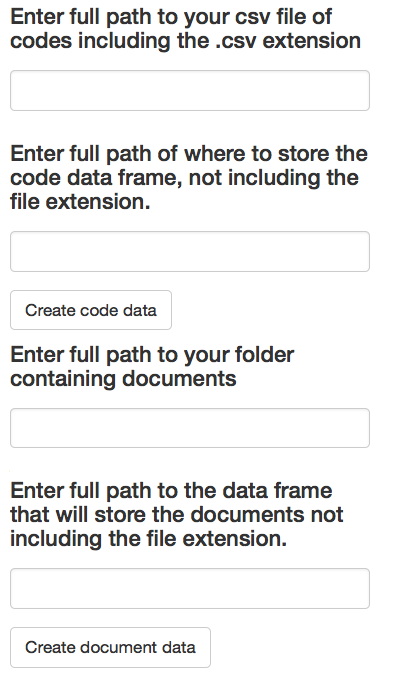 Enter full path to your csv file of
codes including the .csv extension
Enter full path of where to store the
code data frame, not including the
file extension.
Create code data
Enter full path to your folder
containing documents
Enter full path to the data frame
that will store the documents not
including the file extension.
Create document data